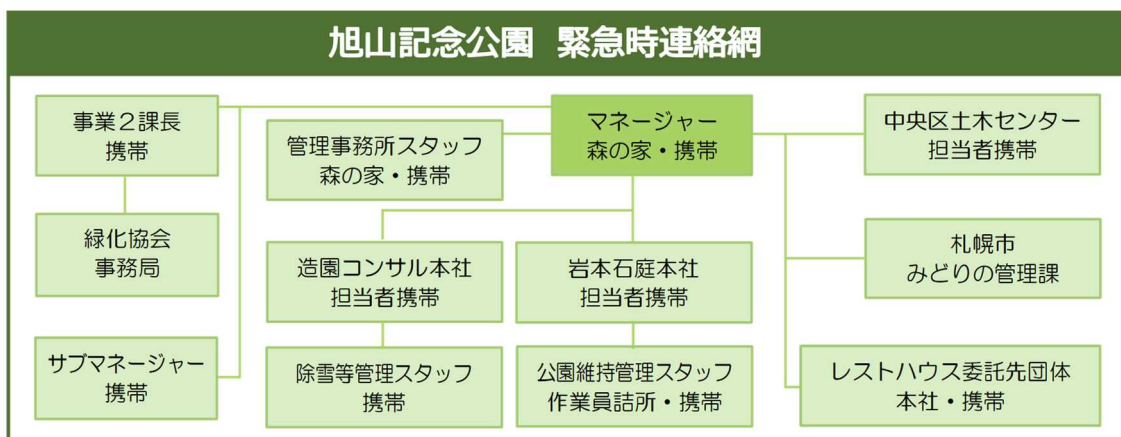 旭山記念公園 緊急時連絡網
事業2課長
携帯
緑化協会
事務局
サブマネージャー
携帯
管理事務所スタッフ
森の家・携帯
マネージャー
森の家・携帯
造園コンサル本社
担当者携帯
岩本石庭本社
担当者携帯
除雪等管理スタッフ
携帯
公園維持管理スタッフ
作業員詰所・携帯
中央区土木センター
担当者携帯
札幌市
みどりの管理課
レストハウス委託先団体
本社・携帯